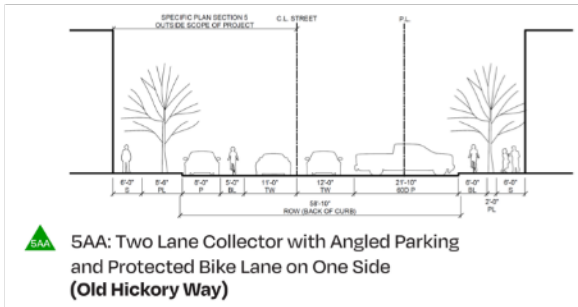 SPECIFIC PLAN SECTION 5
OUTSIDE SCOPE OF PROJECT
C.L. STREET
P.L.
6'-0" 8'-6" 8'-0" 5'-0" 11'-0" 12'-0" 21'-10" 6'-0" 6'-0"
S PL P BL TW TW 60D P BL S
2'-0"
PL
58'-10"
ROW (BACK OF CURB)
5AA
5AA: Two Lane Collector with Angled Parking
and Protected Bike Lane on One Side
(Old Hickory Way)